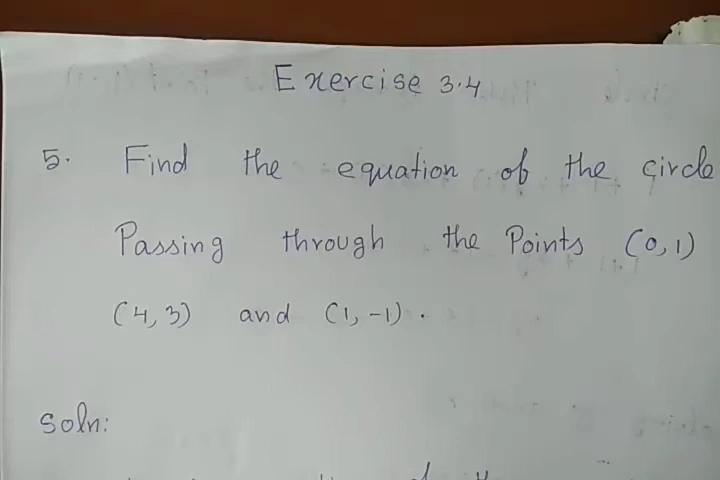 Exercise 3.4
5. Find the equation of the circle
Passing through the Points (0,1)
(4,3) and (1,-1).
Soln: